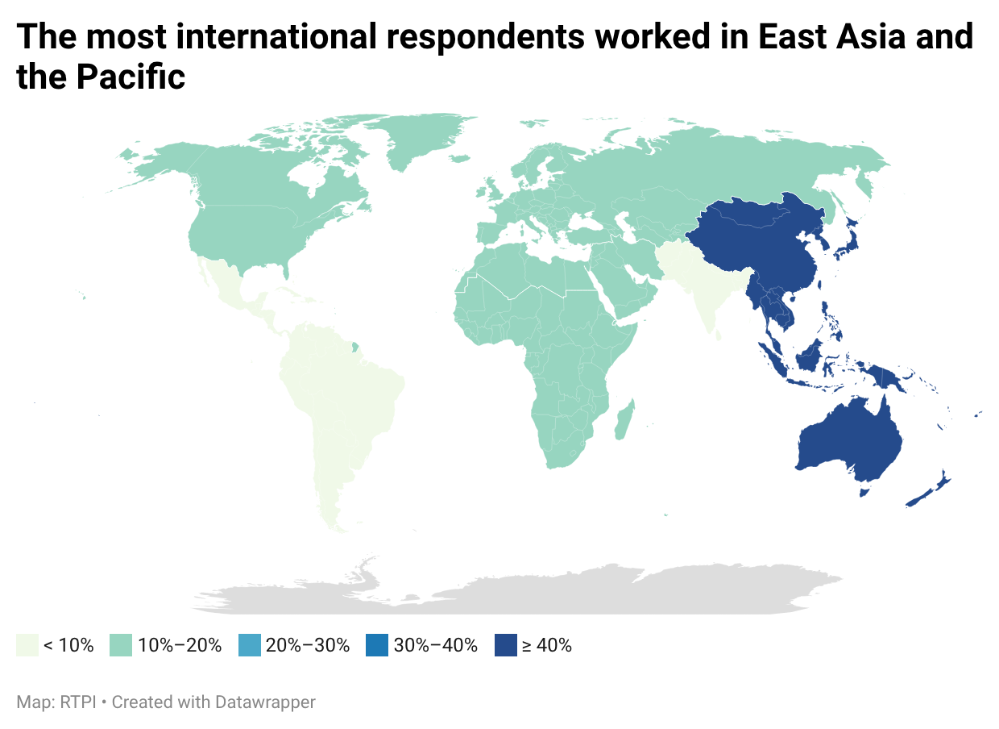 The most international respondents worked in East Asia and
the Pacific
< 10% 10%–20% 20%–30% 30%–40% ≥ 40%
Map: RTPI • Created with Datawrapper